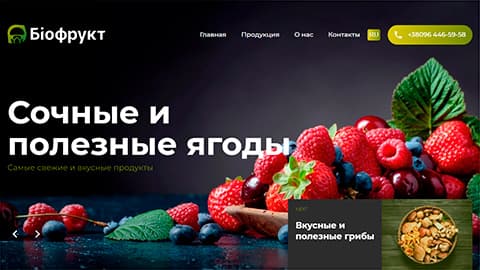 Біофрукт
Главная Продукция О нас Контакты RU +38096 446-59-58
Сочные и
полезные ягоды
Самые свежие и вкусные продукты
Вкусные и
полезные грибы